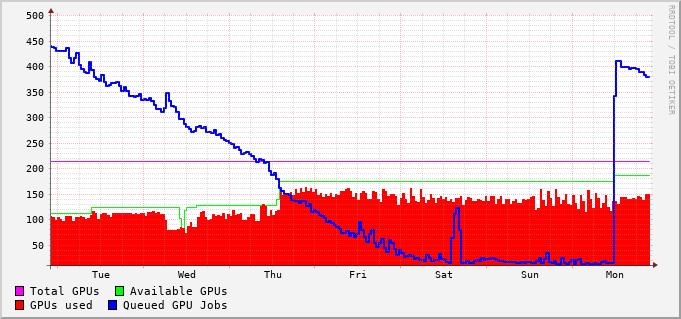 500
450
400
350
300
250
200
150
100
50
Tue Wed Thu Fri Sat Sun Mon
Total GPUs Available GPUs
GPUs used Queued GPU Jobs
RRDTOOL / TOBI OETIKER